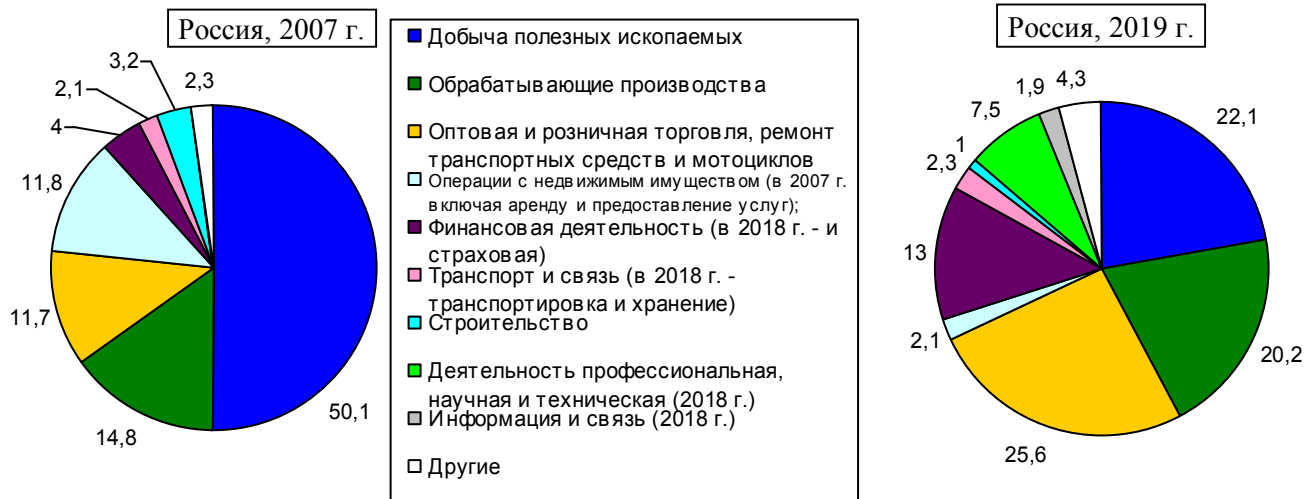 Россия, 2007 г.
3,2
2,3
2,1
4
11,8
11,7
14,8
50,1
Добыча полезных ископаемых
Обрабатывающие производства
Оптовая и розничная торговля, ремонт
транспортных средств и мотоциклов
Операции с недвижимым имуществом (в 2007 г.
включая аренду и предоставление услуг);
Финансовая деятельность (в 2018 г. - и
страховая)
Транспорт и связь (в 2018 г. -
транспортировка и хранение)
Строительство
Деятельность профессиональная,
научная и техническая (2018 г.)
Информация и связь (2018 г.)
Другие
Россия, 2019 г.
1,9
4,3
7,5
22,1
1
2,3
13
2,1
20,2
25,6